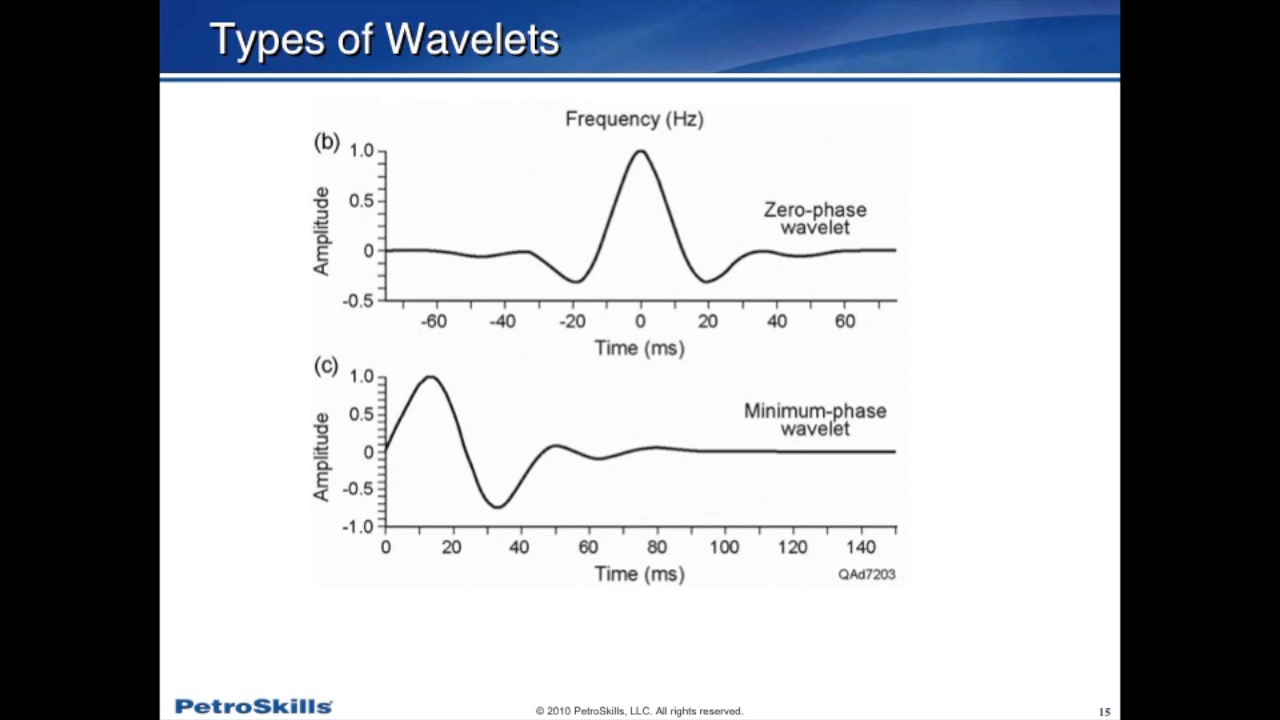 Types of Wavelets
Frequency (Hz)
(b)
1.0
0.5
0
-0.5
Amplitude
Zero-phase
wavelet
-60 -40 -20 0 20 40 60
Time (ms)
(c)
1.0
0.5
0
-0.5
-1.0
Amplitude
Minimum-phase
wavelet
0 20 40 60 80 100 120 140
Time (ms)
QAd7203
PetroSkills
© 2010 PetroSkills, LLC. All rights reserved.
15